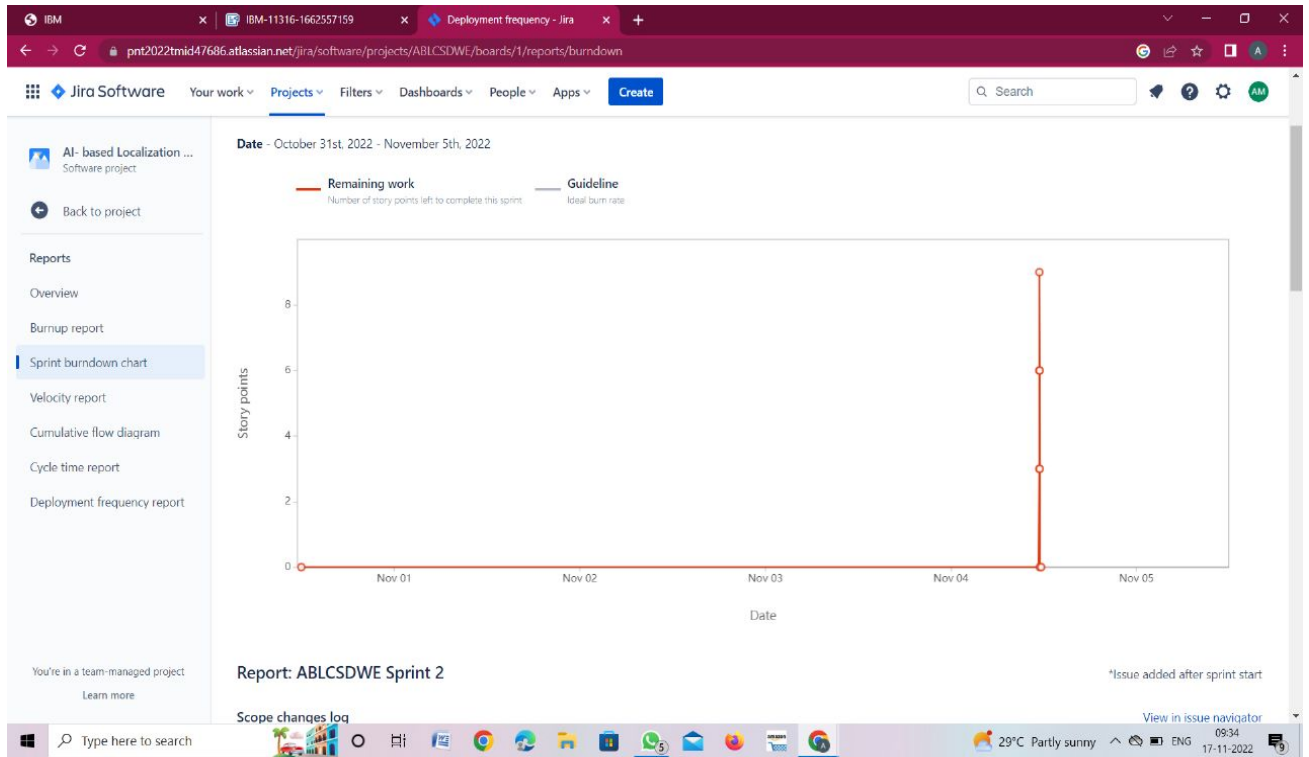 IBM
IBM-11316-1662557159
Deployment frequency - Jira
pnt2022tmid47686.atlassian.net/jira/software/projects/ABLCSDWE/boards/1/reports/burndown
A
Jira Software Your work Projects Filters Dashboards People Apps Create Search AM
AI- based Localization ...
Software project
Back to project
Reports
Overview
Burnup report
Sprint burndown chart
Velocity report
Cumulative flow diagram
Cycle time report
Deployment frequency report
You're in a team-managed project
Learn more
Date - October 31st, 2022 - November 5th, 2022
Remaining work
Number of story points left to complete this sprint
Guideline
Ideal burn rate
Story points
8
6
4
2
0
Nov 01 Nov 02 Nov 03 Nov 04 Nov 05
Date
Report: ABLCSDWE Sprint 2
*Issue added after sprint start
Scope changes log
View in issue navigator
Type here to search
5
29°C Partly sunny
ENG
09:34
17-11-2022
9